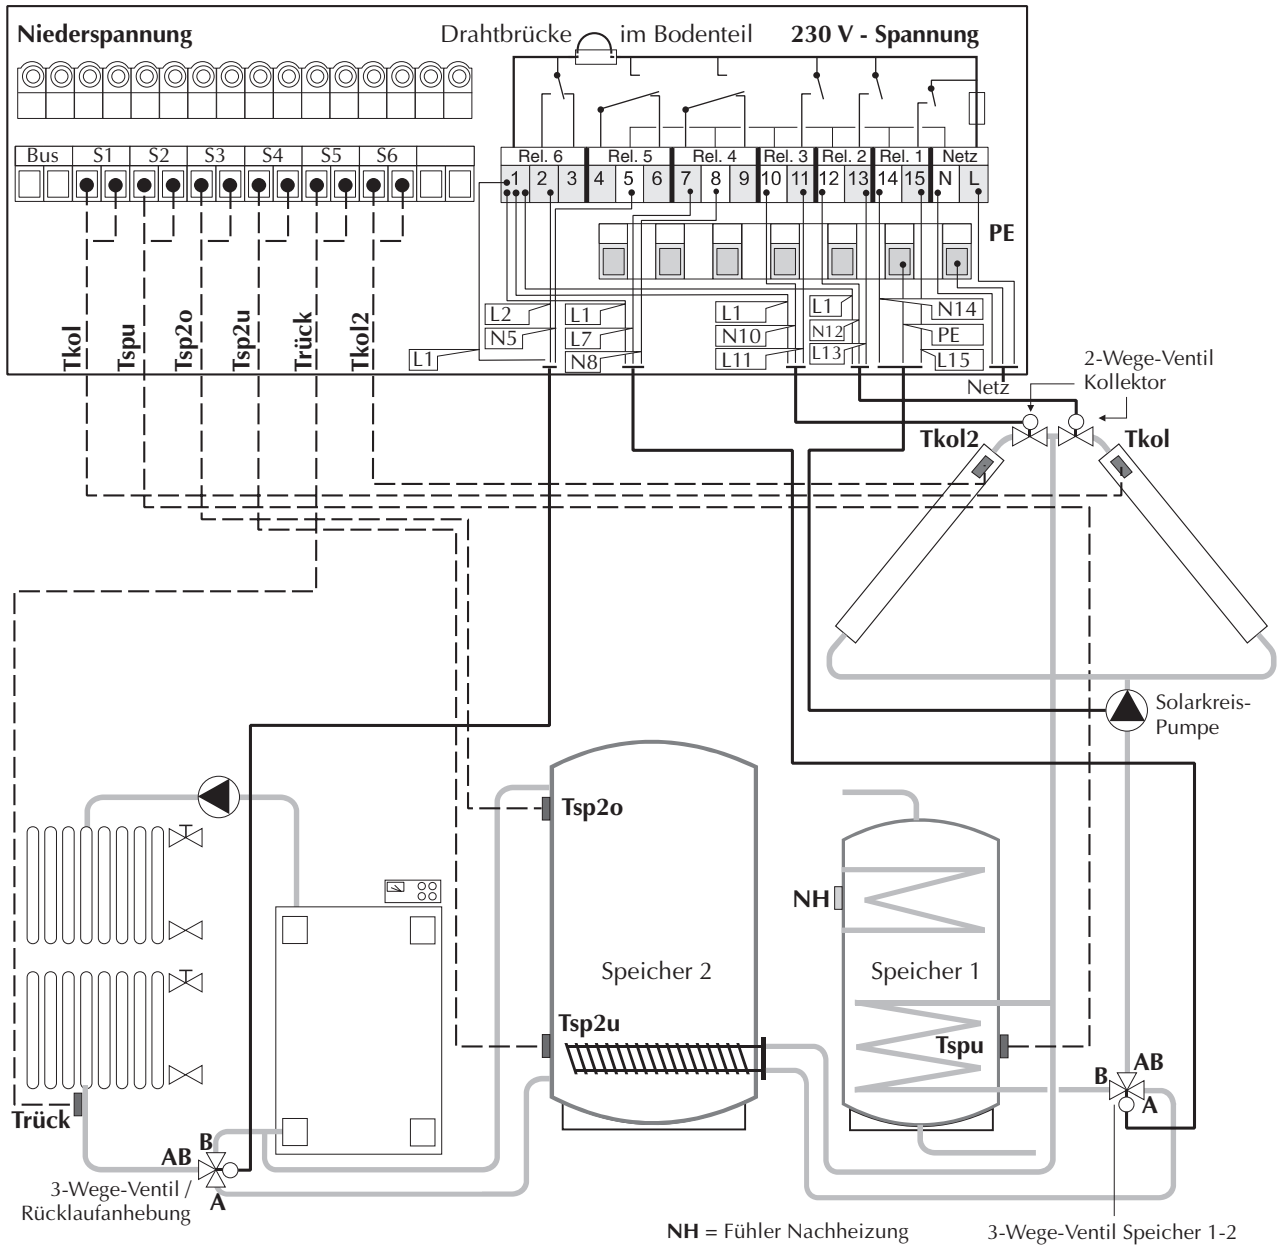 Niederspannung
Drahtbrücke im Bodenteil
230 V - Spannung
Bus S1 S2 S3 S4 S5 S6
Rel. 6 Rel. 5 Rel. 4 Rel. 3 Rel. 2 Rel. 1 Netz
1 2 3 4 5 6 7 8 9 10 11 12 13 14 15 N L
PE
Tkol
Tspu
Tsp2o
Tsp2u
Trück
Tkol2
L1
L2
N5
L1
L7
N8
L1
N10
L11
L1
N12
L13
N14
PE
L15
Netz
2-Wege-Ventil
Kollektor
Tkol2
Tkol
Solarkreis-
Pumpe
Tsp2o
NH
Speicher 2
Speicher 1
Tsp2u
Tspu
B
AB
A
Trück
B
AB
A
3-Wege-Ventil /
Rücklaufanhebung
NH = Fühler Nachheizung
3-Wege-Ventil Speicher 1-2